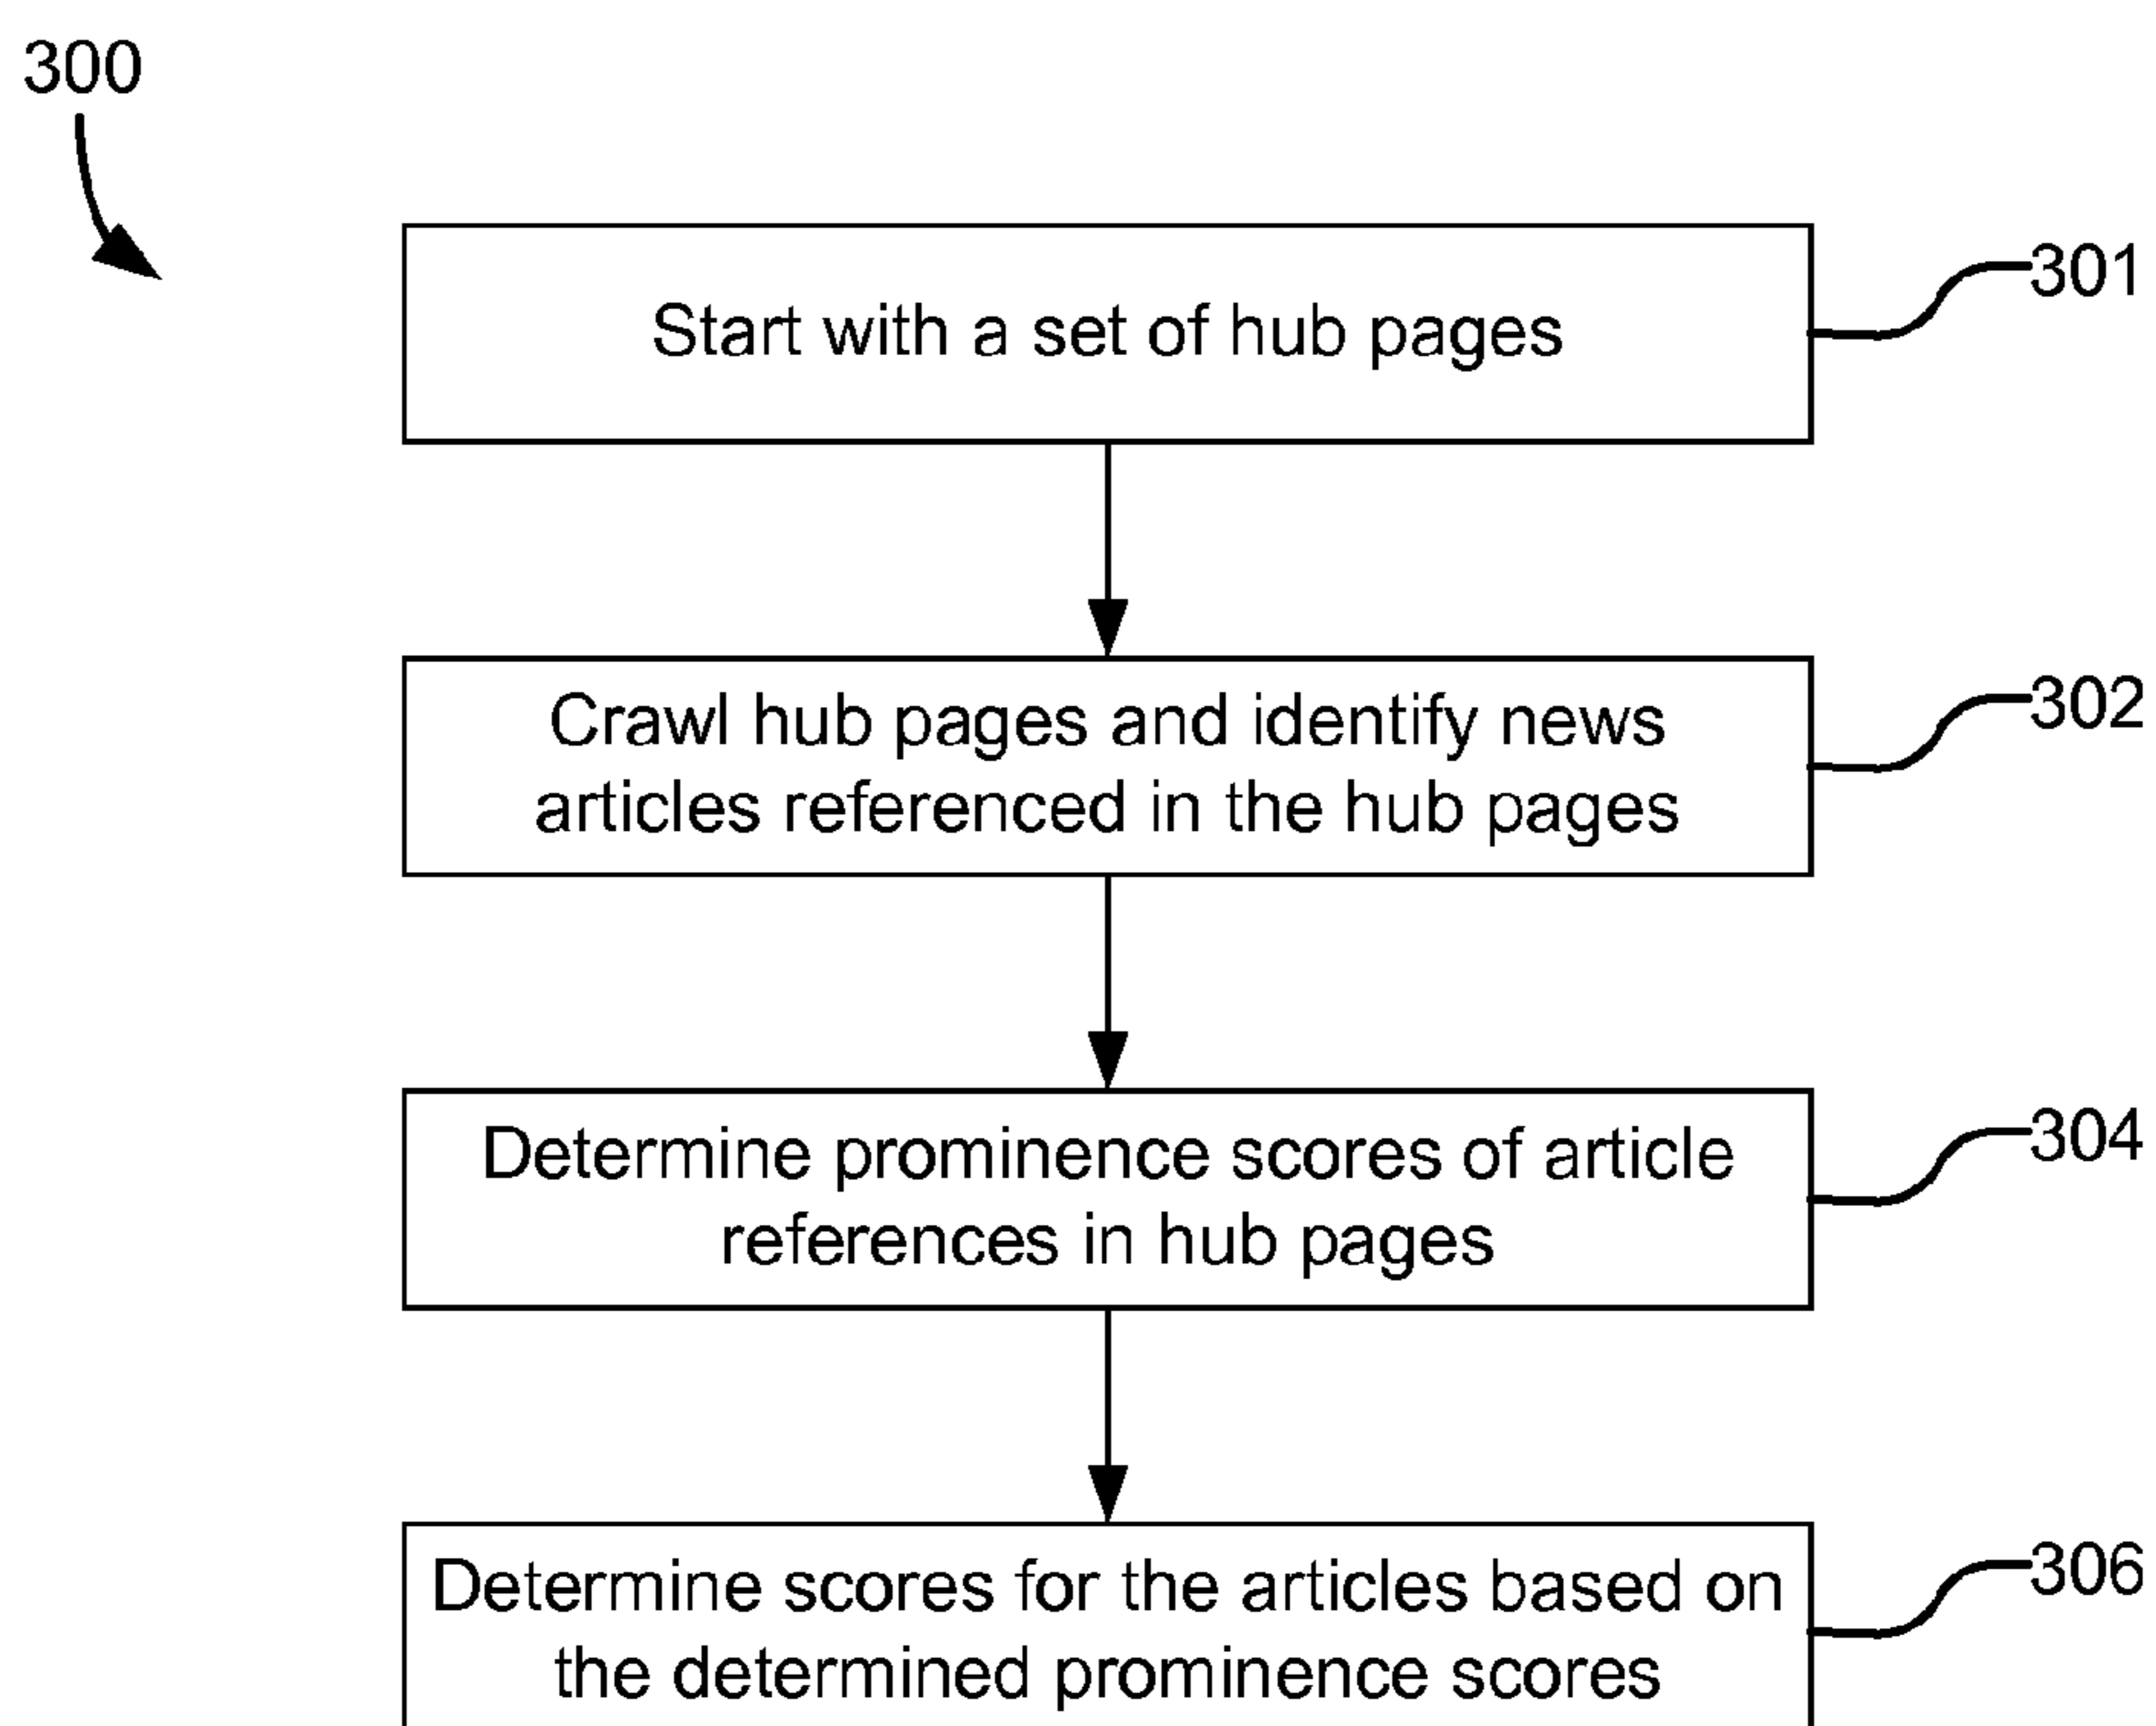 300
301
Start with a set of hub pages
302
Crawl hub pages and identify news
articles referenced in the hub pages
304
Determine prominence scores of article
references in hub pages
306
Determine scores for the articles based on
the determined prominence scores